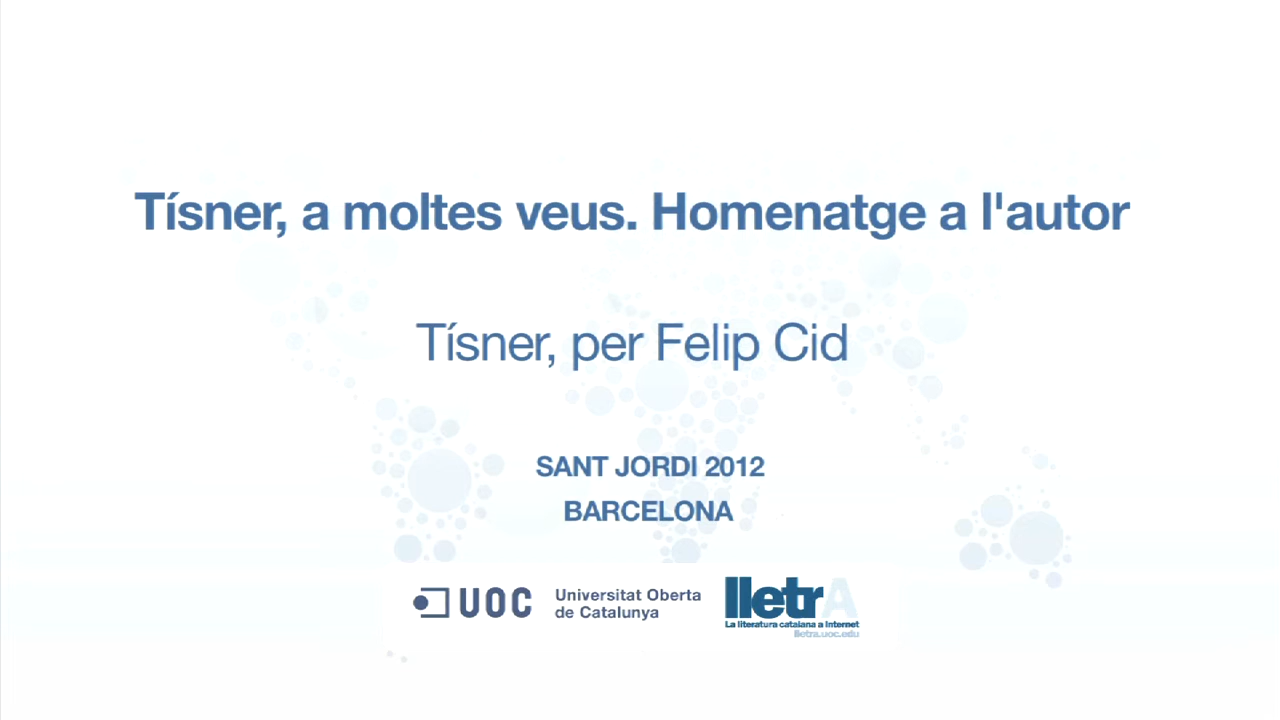 Tísner, a moltes veus. Homenatge a l'autor
Tísner, per Felip Cid
SANT JORDI 2012
BARCELONA
UOC
Universitat Oberta
de Catalunya
lletrA
La literatura catalana a Internet
lletra.uoc.edu